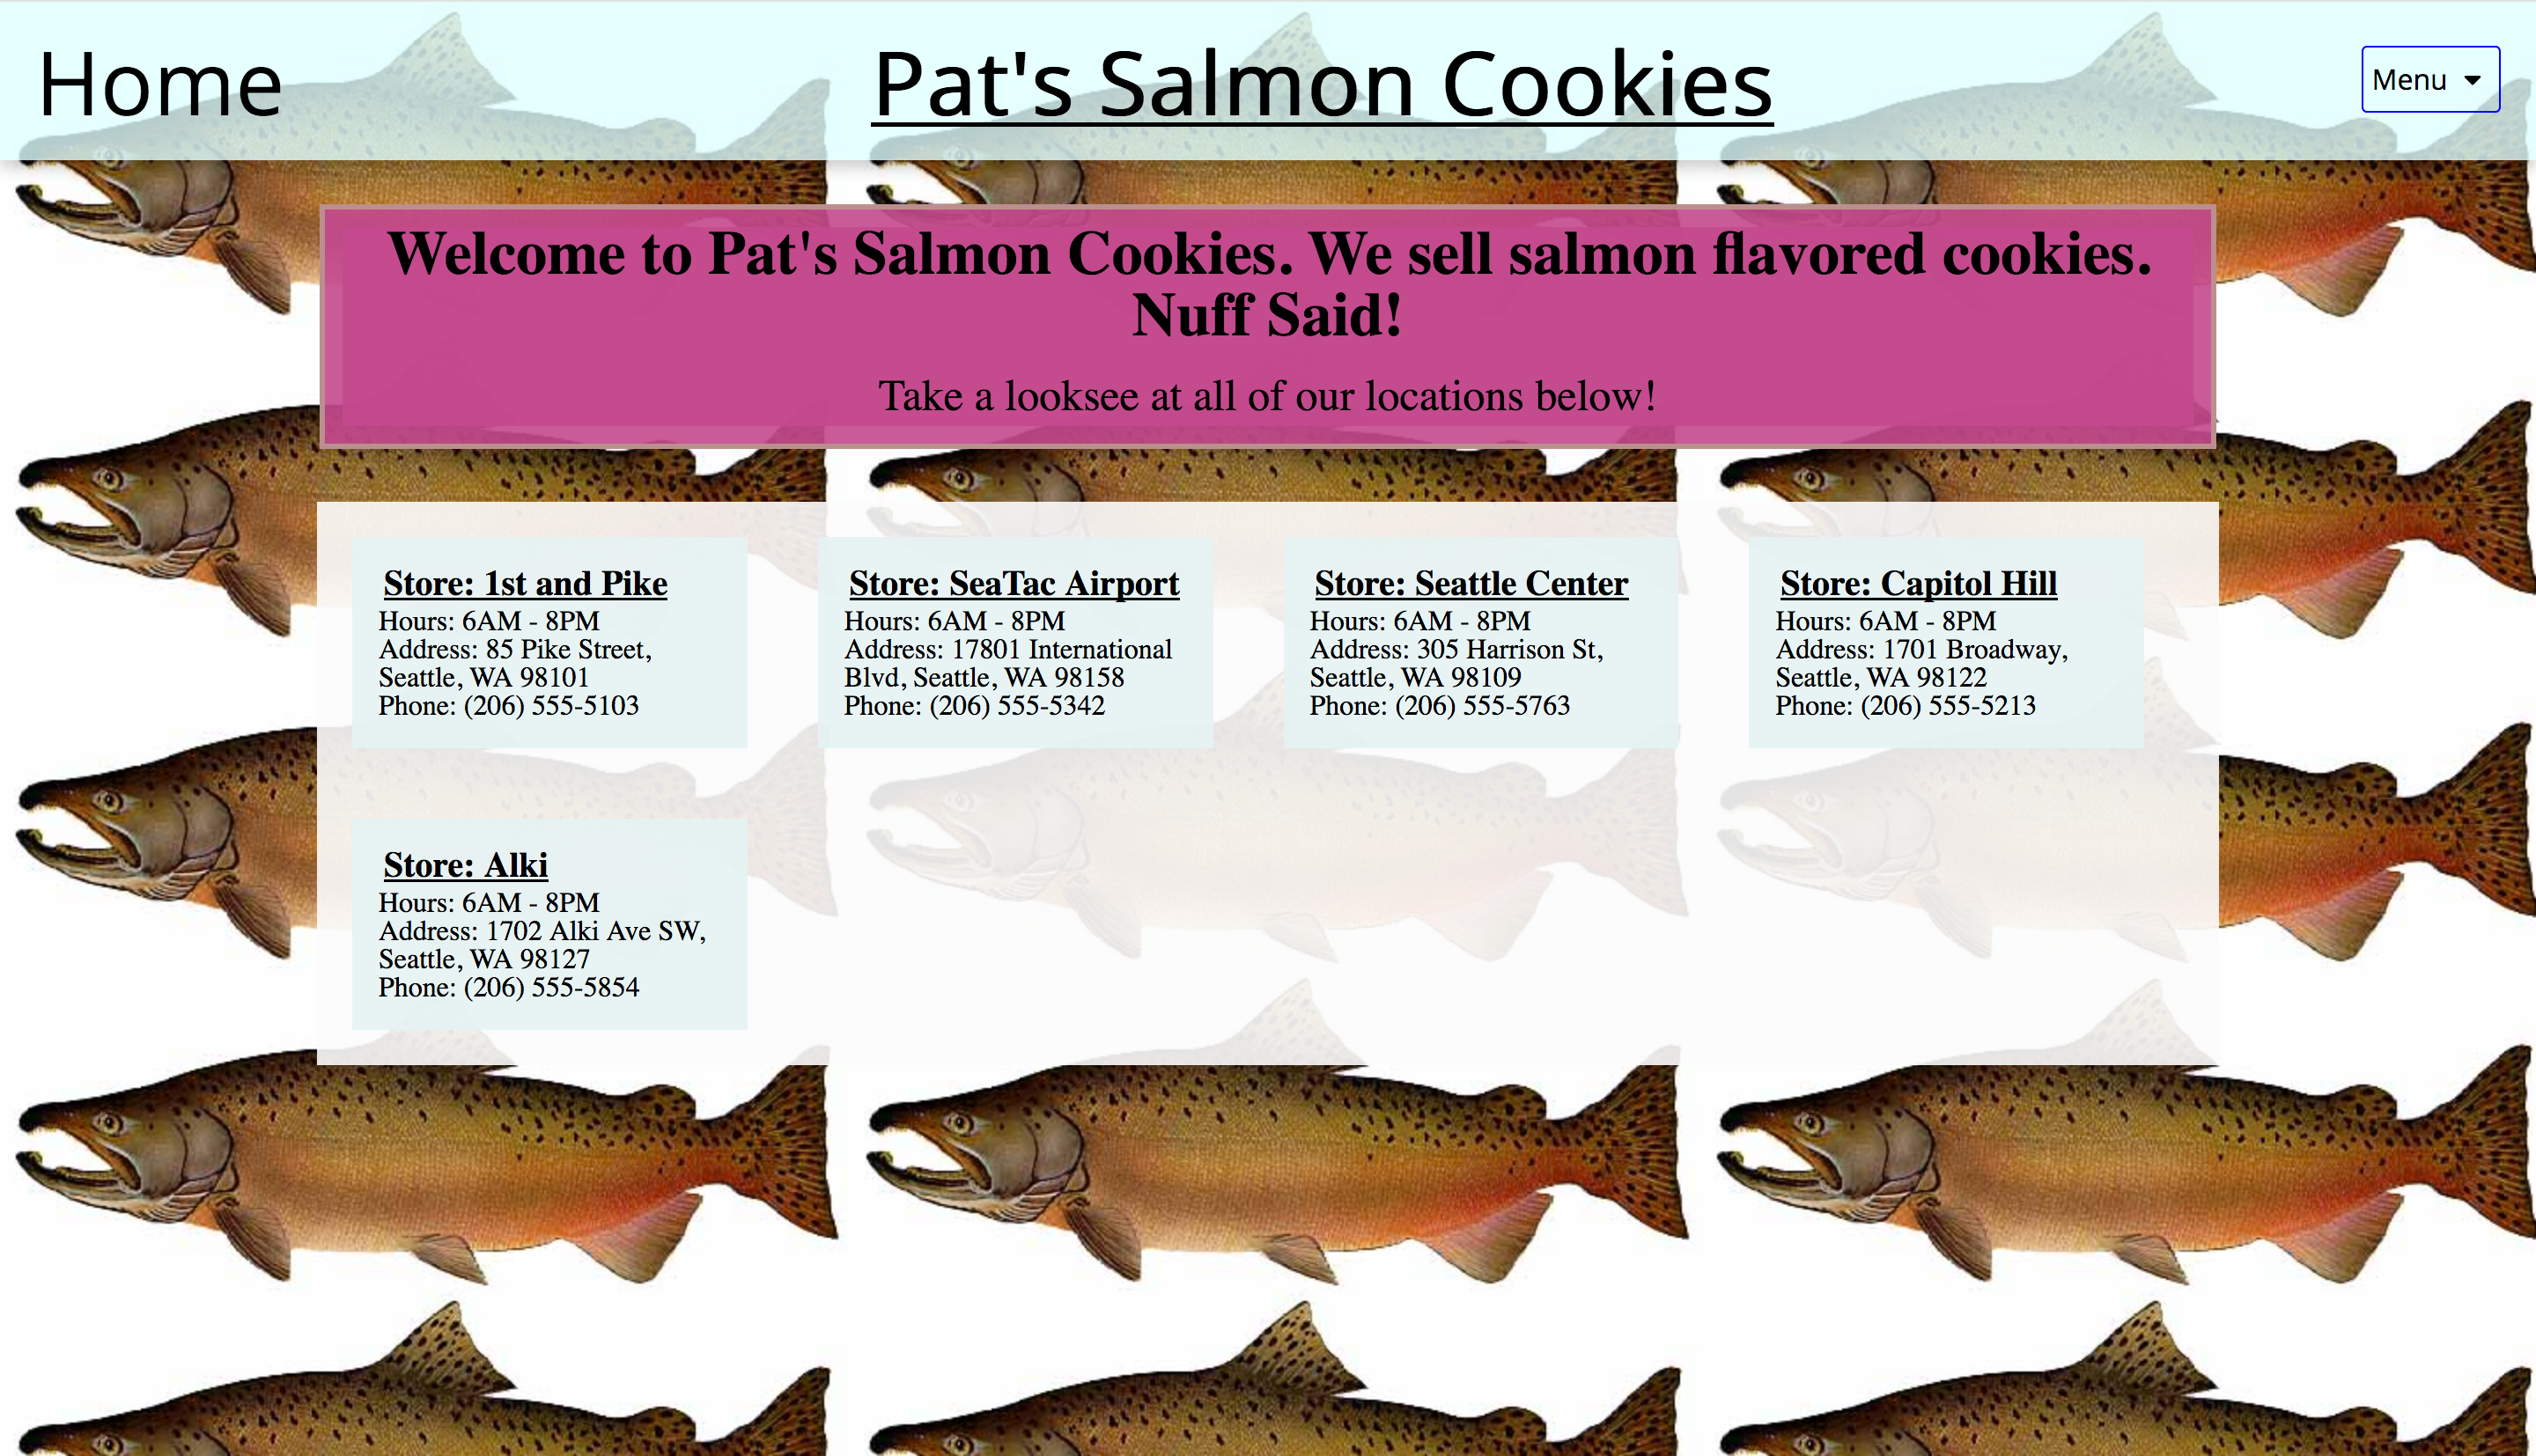 Home
Pat's Salmon Cookies
Menu
Welcome to Pat's Salmon Cookies. We sell salmon flavored cookies.
Nuff Said!
Take a looksee at all of our locations below!
Store: 1st and Pike
Hours: 6AM - 8PM
Address: 85 Pike Street,
Seattle, WA 98101
Phone: (206) 555-5103
Store: SeaTac Airport
Hours: 6AM - 8PM
Address: 17801 International
Blvd, Seattle, WA 98158
Phone: (206) 555-5342
Store: Seattle Center
Hours: 6AM - 8PM
Address: 305 Harrison St,
Seattle, WA 98109
Phone: (206) 555-5763
Store: Capitol Hill
Hours: 6AM - 8PM
Address: 1701 Broadway,
Seattle, WA 98122
Phone: (206) 555-5213
Store: Alki
Hours: 6AM - 8PM
Address: 1702 Alki Ave SW,
Seattle, WA 98127
Phone: (206) 555-5854